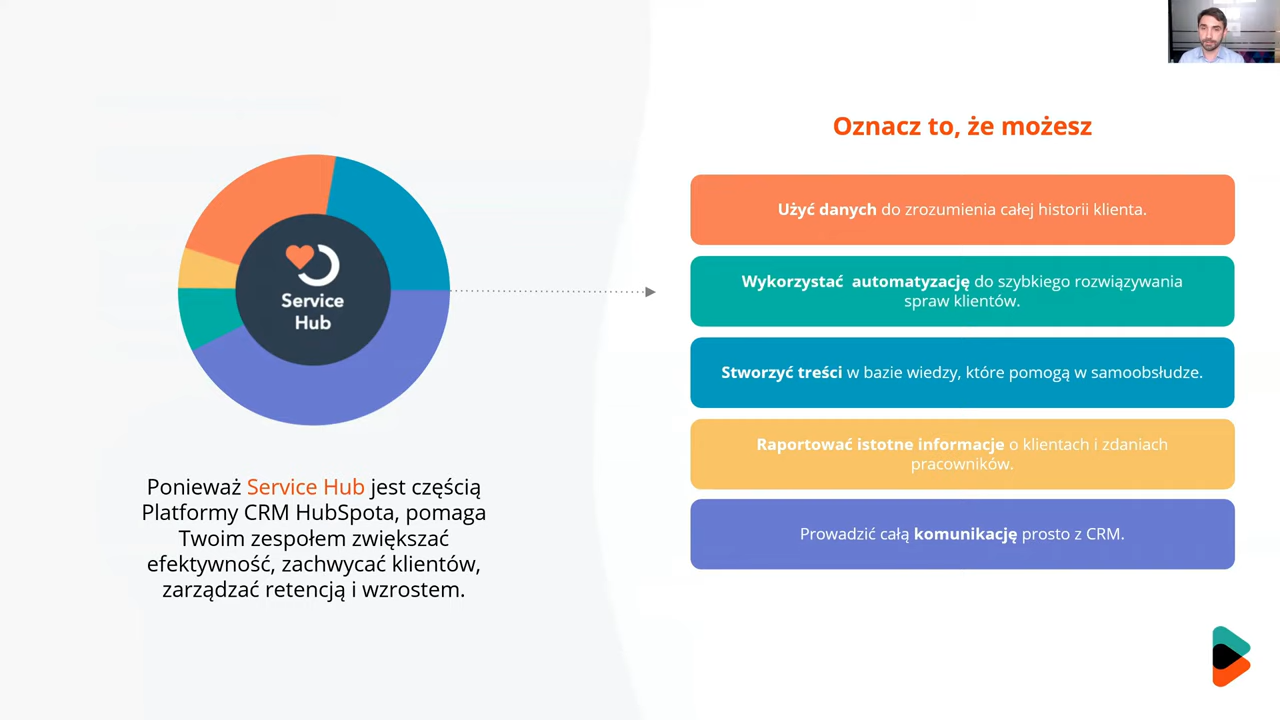 Oznacz to, że możesz
Użyć danych do zrozumienia całej historii klienta.
Wykorzystać automatyzację do szybkiego rozwiązywania
spraw klientów.
Stworzyć treści w bazie wiedzy, które pomogą w samoobsłudze.
Raportować istotne informacje o klientach i zdaniach
pracowników.
Prowadzić całą komunikację prosto z CRM.
Service
Hub
Ponieważ Service Hub jest częścią
Platformy CRM HubSpota, pomaga
Twoim zespołem zwiększać
efektywność, zachwycać klientów,
zarządzać retencją i wzrostem.